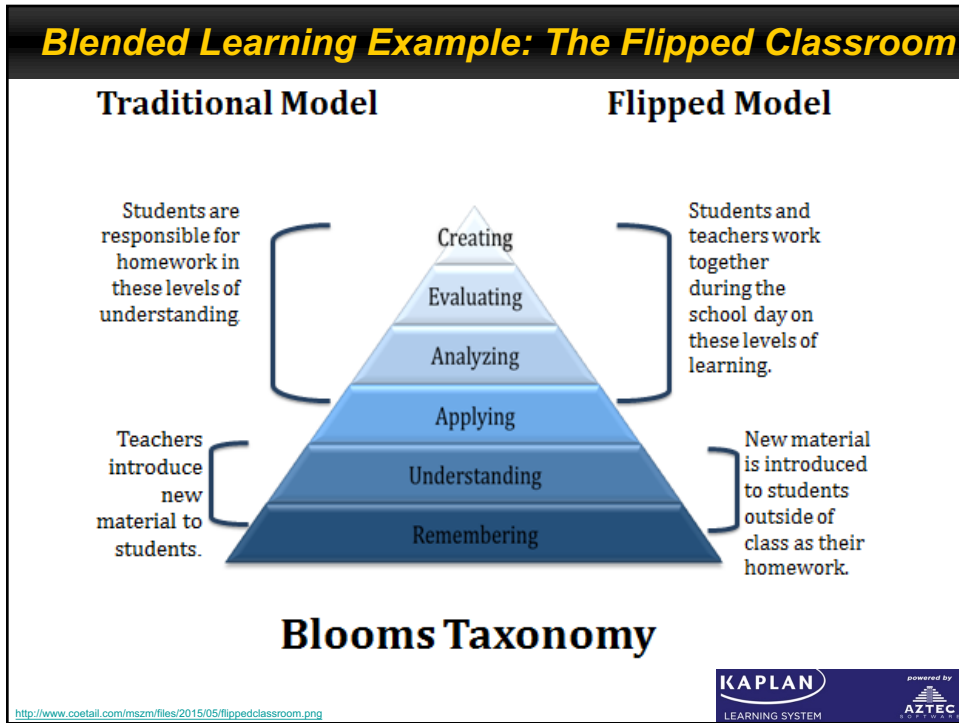 Blended Learning Example: The Flipped Classroom
Traditional Model
Flipped Model
Students are
responsible for
homework in
these levels of
understanding
Teachers
introduce
new
material to
students.
Creating
Evaluating
Analyzing
Applying
Understanding
Remembering
Students and
teachers work
together
during the
school day on
these levels of
learning.
New material
is introduced
to students
outside of
class as their
homework.
Blooms Taxonomy
http://www.coetail.com/mszm/files/2015/05/flippedclassroom.png
KAPLAN
LEARNING SYSTEM
powered by
AZTEC
SOFTWARE